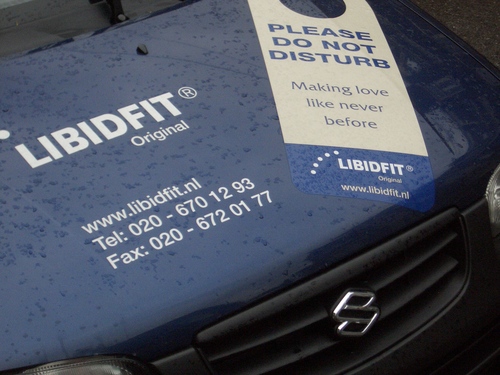 LIBIDFIT®
Original
www.libidfit.nl
Tel: 020 - 670 12 93
Fax: 020 - 672 01 77
PLEASE
DO NOT
DISTURB
Making love
like never
before
LIBIDFIT®
Original
www.libidfit.nl